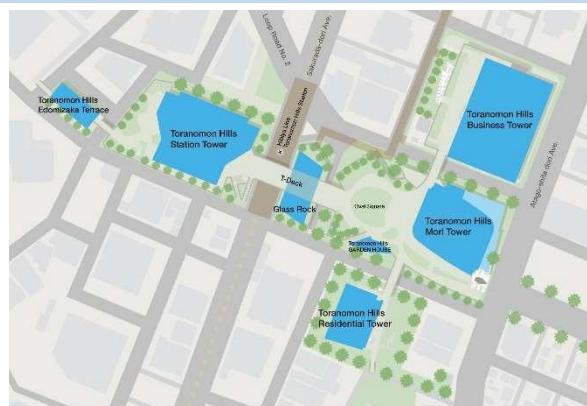 Loop Road No. 2
Sakurada-dori Ave.
Toranomon Hills
Edomizaka Terrace
Toranomon Hills
Station Tower
Hibiya Line
Toranomon Hills Station
Toranomon Hills
Business Tower
Atago-shita dori Ave.
T-Deck
Glass Rock
Oval Square
Toranomon Hills
Mori Tower
Toranomon Hills
GARDEN HOUSE
Toranomon Hills
Residential Tower